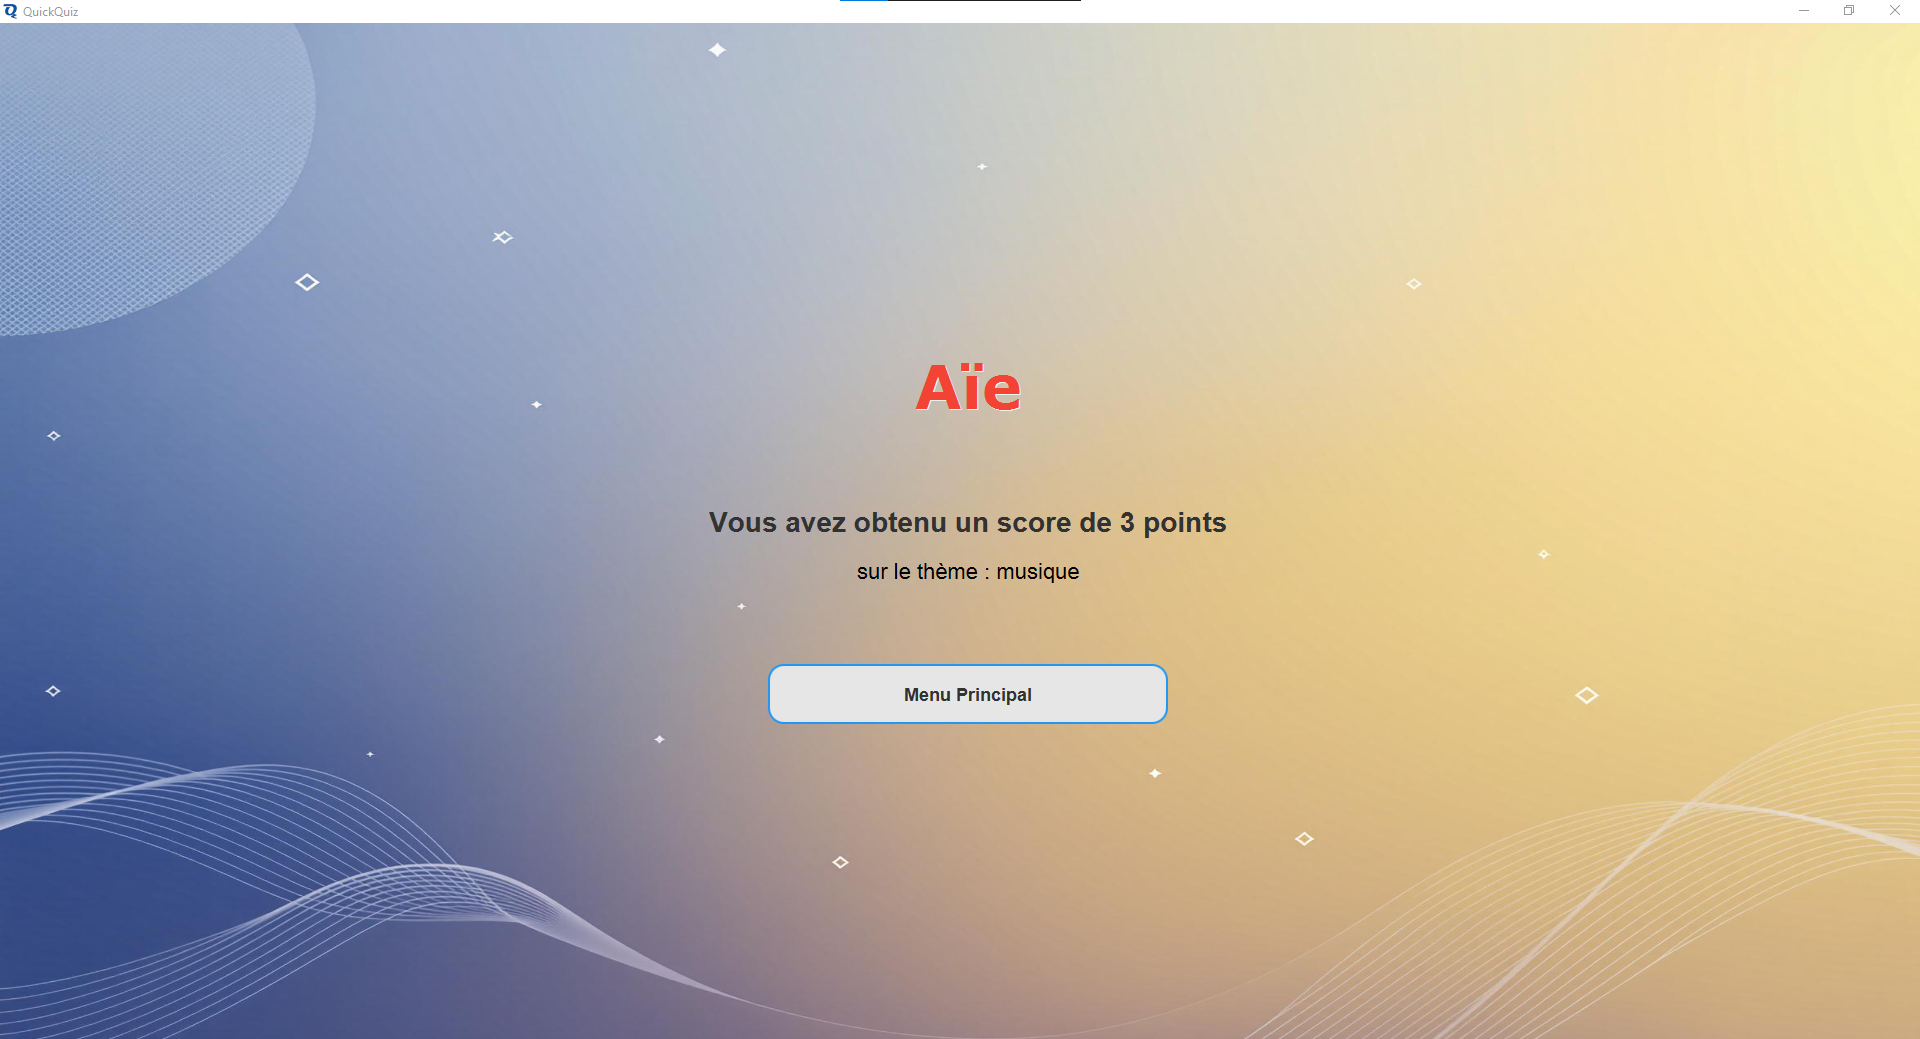 QuickQuiz
Aïe
Vous avez obtenu un score de 3 points
sur le thème : musique
Menu Principal